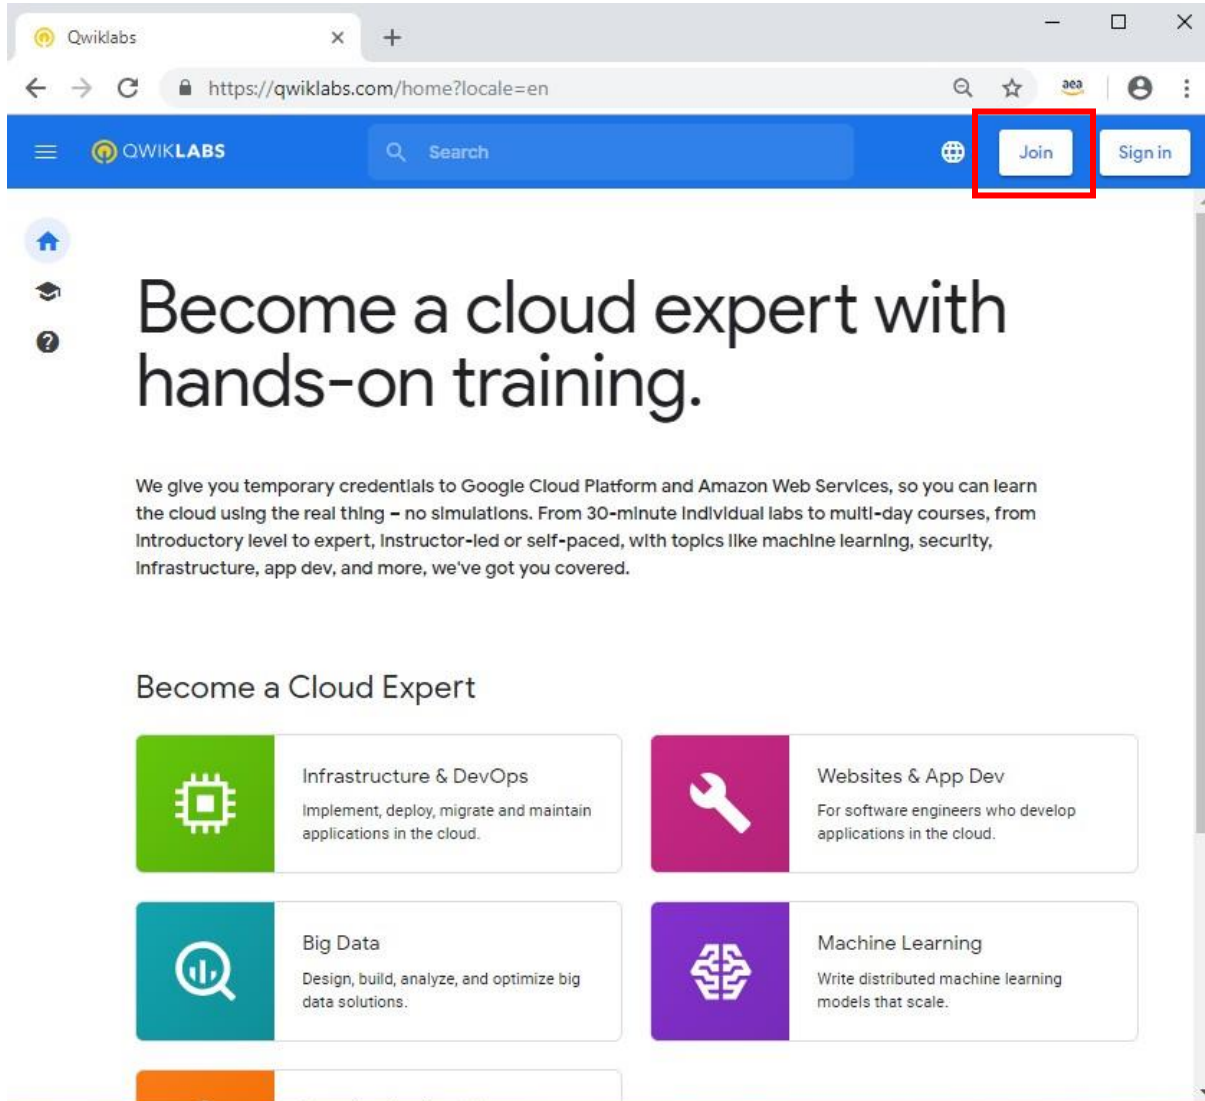 Qwiklabs
https://qwiklabs.com/home?locale=en
aea
QWIKLABS
Search
Join
Sign in
Become a cloud expert with
hands-on training.
We give you temporary credentials to Google Cloud Platform and Amazon Web Services, so you can learn
the cloud using the real thing – no simulations. From 30-minute individual labs to multi-day courses, from
introductory level to expert, instructor-led or self-paced, with topics like machine learning, security,
infrastructure, app dev, and more, we've got you covered.
Become a Cloud Expert
Infrastructure & DevOps
Implement, deploy, migrate and maintain
applications in the cloud.
Websites & App Dev
For software engineers who develop
applications in the cloud.
Big Data
Design, build, analyze, and optimize big
data solutions.
Machine Learning
Write distributed machine learning
models that scale.